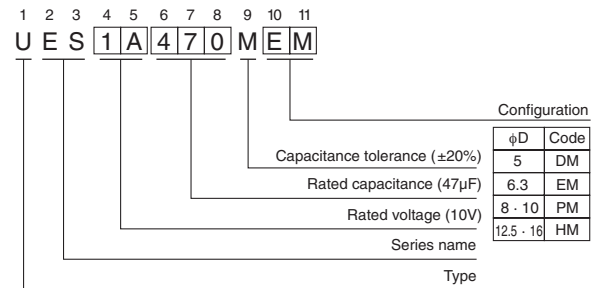 1 2 3 4 5 6 7 8 9 10 11
U E S 1 A 4 7 0 M E M
Configuration
ϕD Code
5 DM
6.3 EM
8 · 10 PM
12.5 · 16 HM
Capacitance tolerance (±20%)
Rated capacitance (47µF)
Rated voltage (10V)
Series name
Type